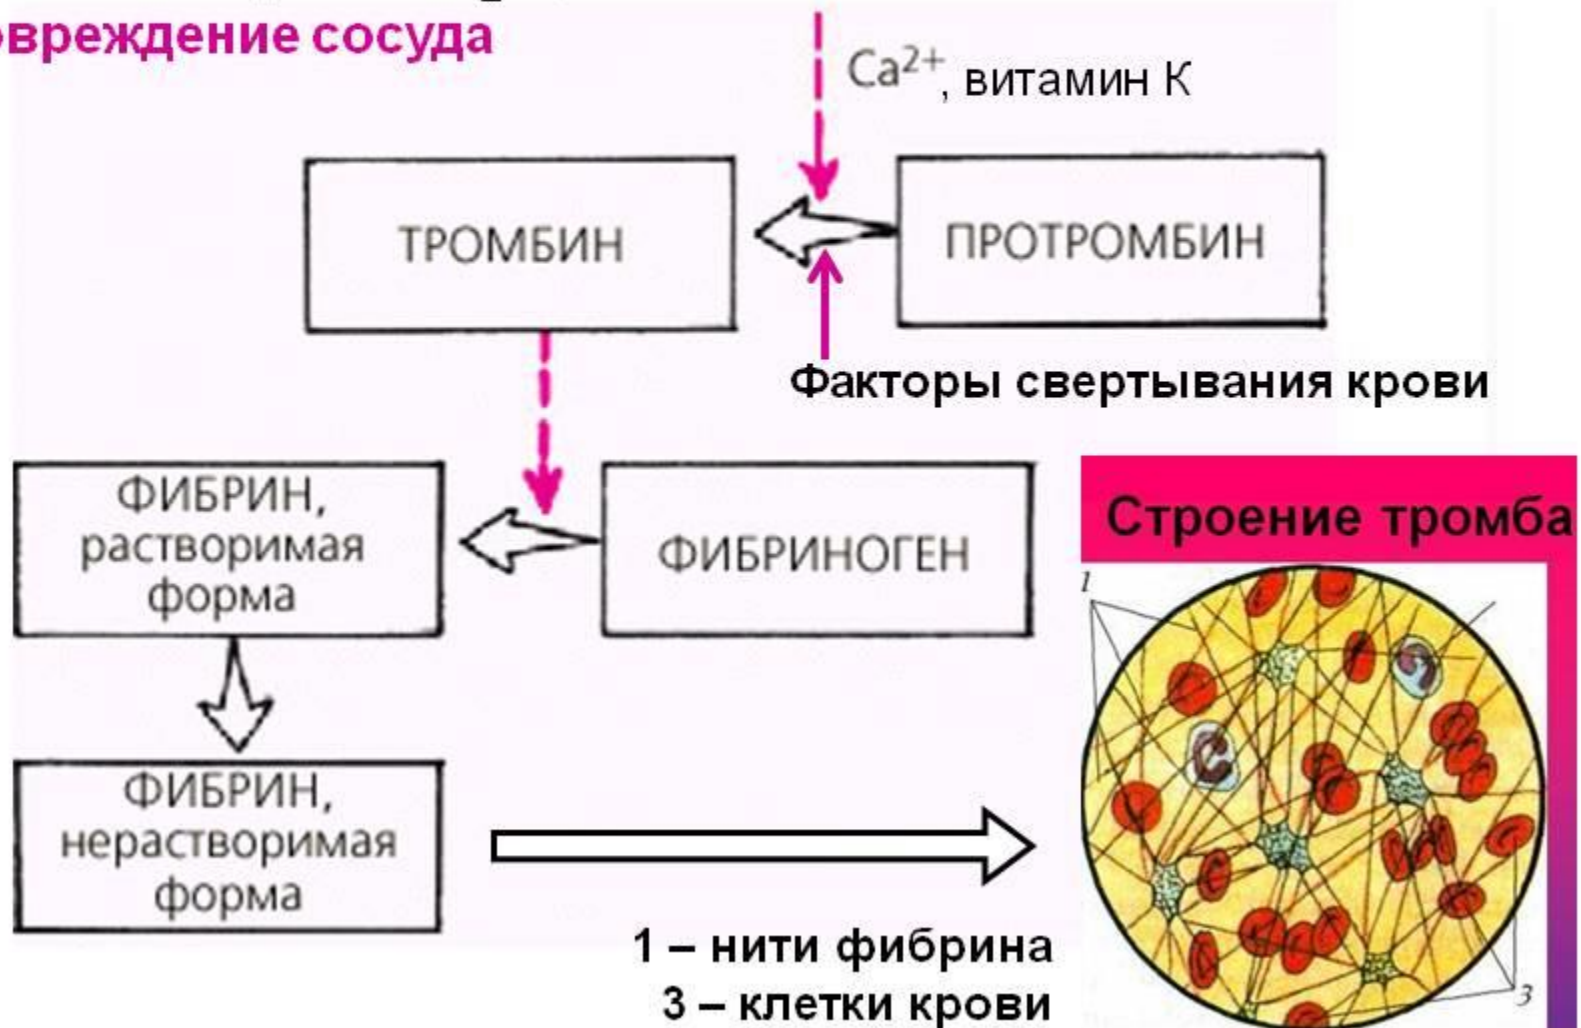 овреждение сосуда
Ca²⁺, витамин К
ТРОМБИН
ПРОТРОМБИН
Факторы свертывания крови
ФИБРИН,
растворимая
форма
ФИБРИНОГЕН
Строение тромба
1
ФИБРИН,
нерастворимая
форма
1 – нити фибрина
3 – клетки крови
3